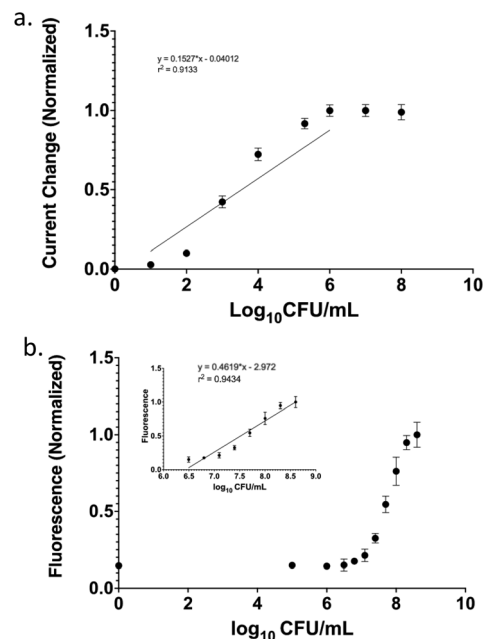 a.
y = 0.1527*x - 0.04012
r² = 0.9133
Current Change (Normalized)
1.5
1.0
0.5
0.0
0 2 4 6 8 10
Log₁₀CFU/mL
b.
y = 0.4619*x - 2.972
r² = 0.9434
Fluorescence
1.5
1.0
0.5
0.0
6.0 6.5 7.0 7.5 8.0 8.5 9.0
log₁₀ CFU/mL
Fluorescence (Normalized)
1.5
1.0
0.5
0.0
0 2 4 6 8 10
log₁₀ CFU/mL